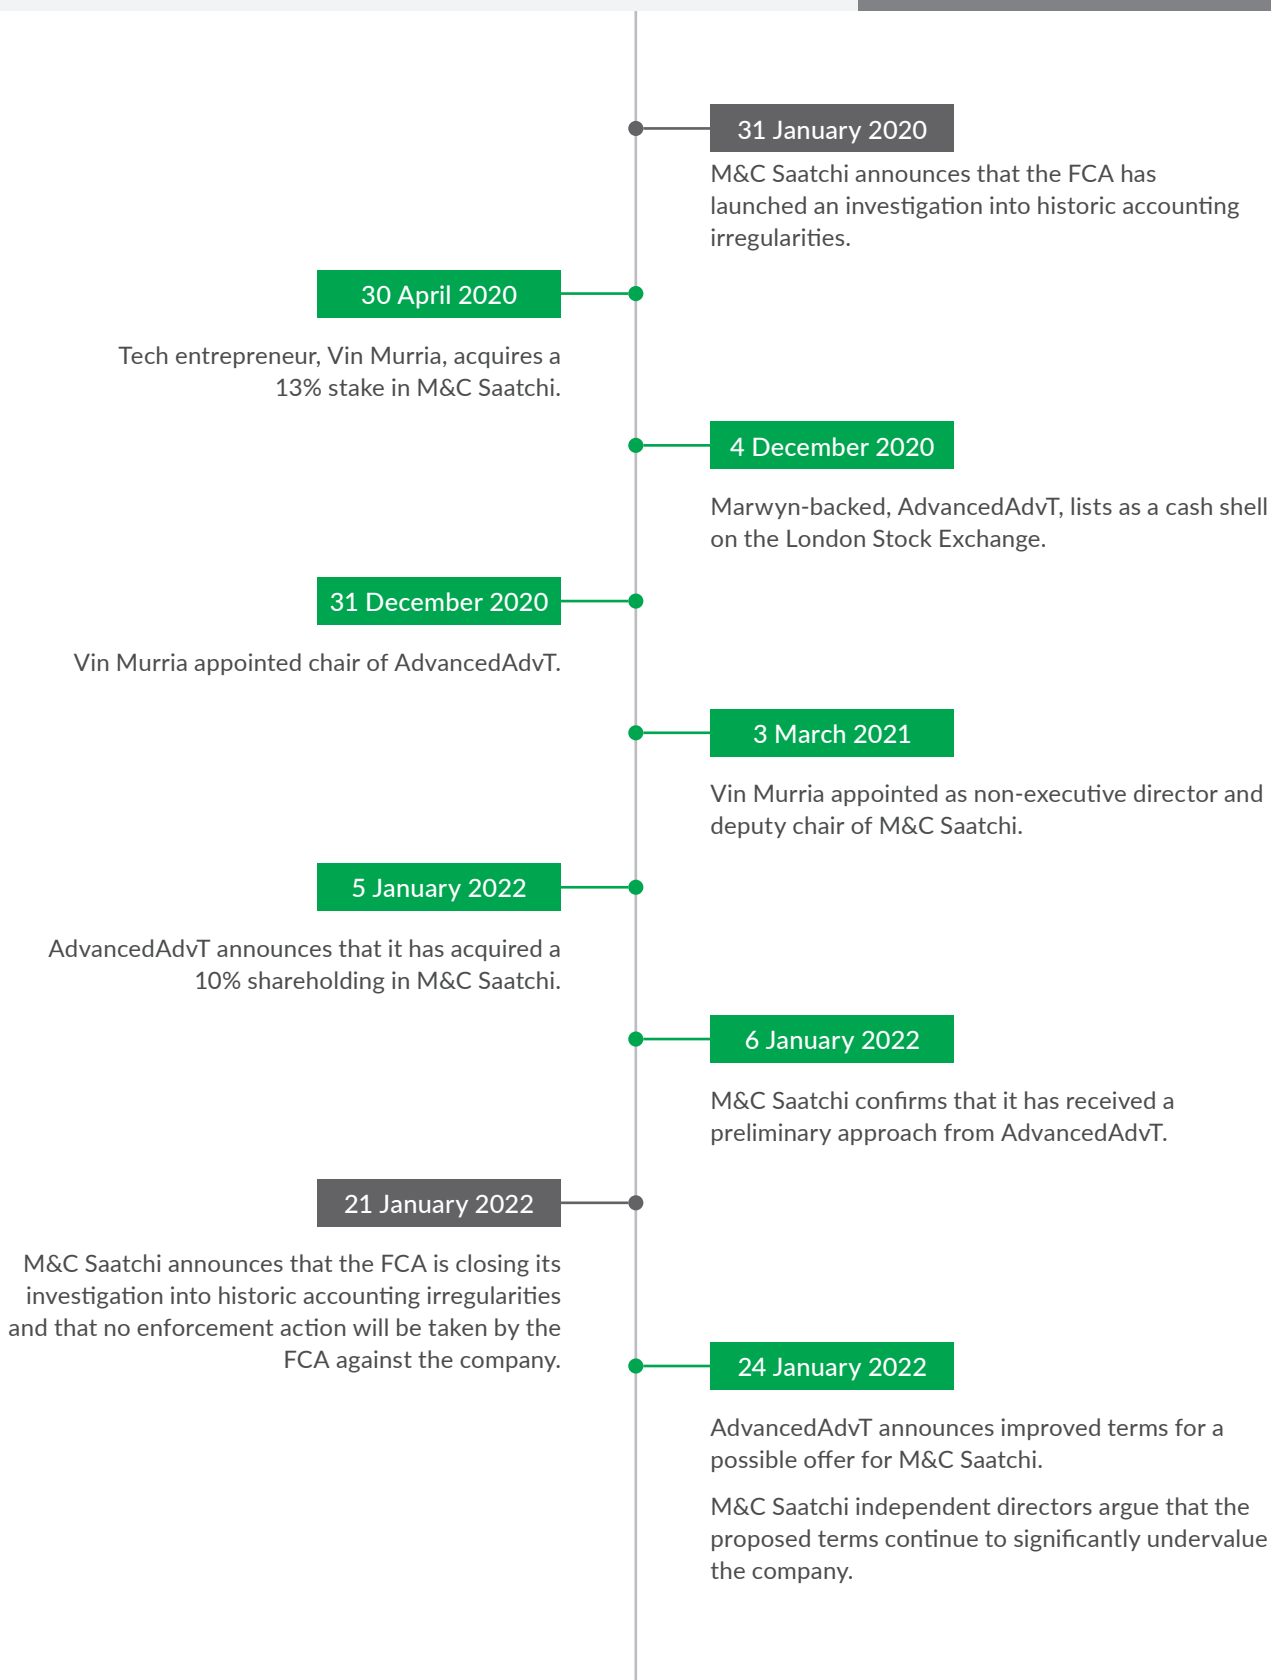 31 January 2020
M&C Saatchi announces that the FCA has
launched an investigation into historic accounting
irregularities.
30 April 2020
Tech entrepreneur, Vin Murria, acquires a
13% stake in M&C Saatchi.
4 December 2020
Marwyn-backed, AdvancedAdvT, lists as a cash shell
on the London Stock Exchange.
31 December 2020
Vin Murria appointed chair of AdvancedAdvT.
3 March 2021
Vin Murria appointed as non-executive director and
deputy chair of M&C Saatchi.
5 January 2022
AdvancedAdvT announces that it has acquired a
10% shareholding in M&C Saatchi.
6 January 2022
M&C Saatchi confirms that it has received a
preliminary approach from AdvancedAdvT.
21 January 2022
M&C Saatchi announces that the FCA is closing its
investigation into historic accounting irregularities
and that no enforcement action will be taken by the
FCA against the company.
24 January 2022
AdvancedAdvT announces improved terms for a
possible offer for M&C Saatchi.
M&C Saatchi independent directors argue that the
proposed terms continue to significantly undervalue
the company.